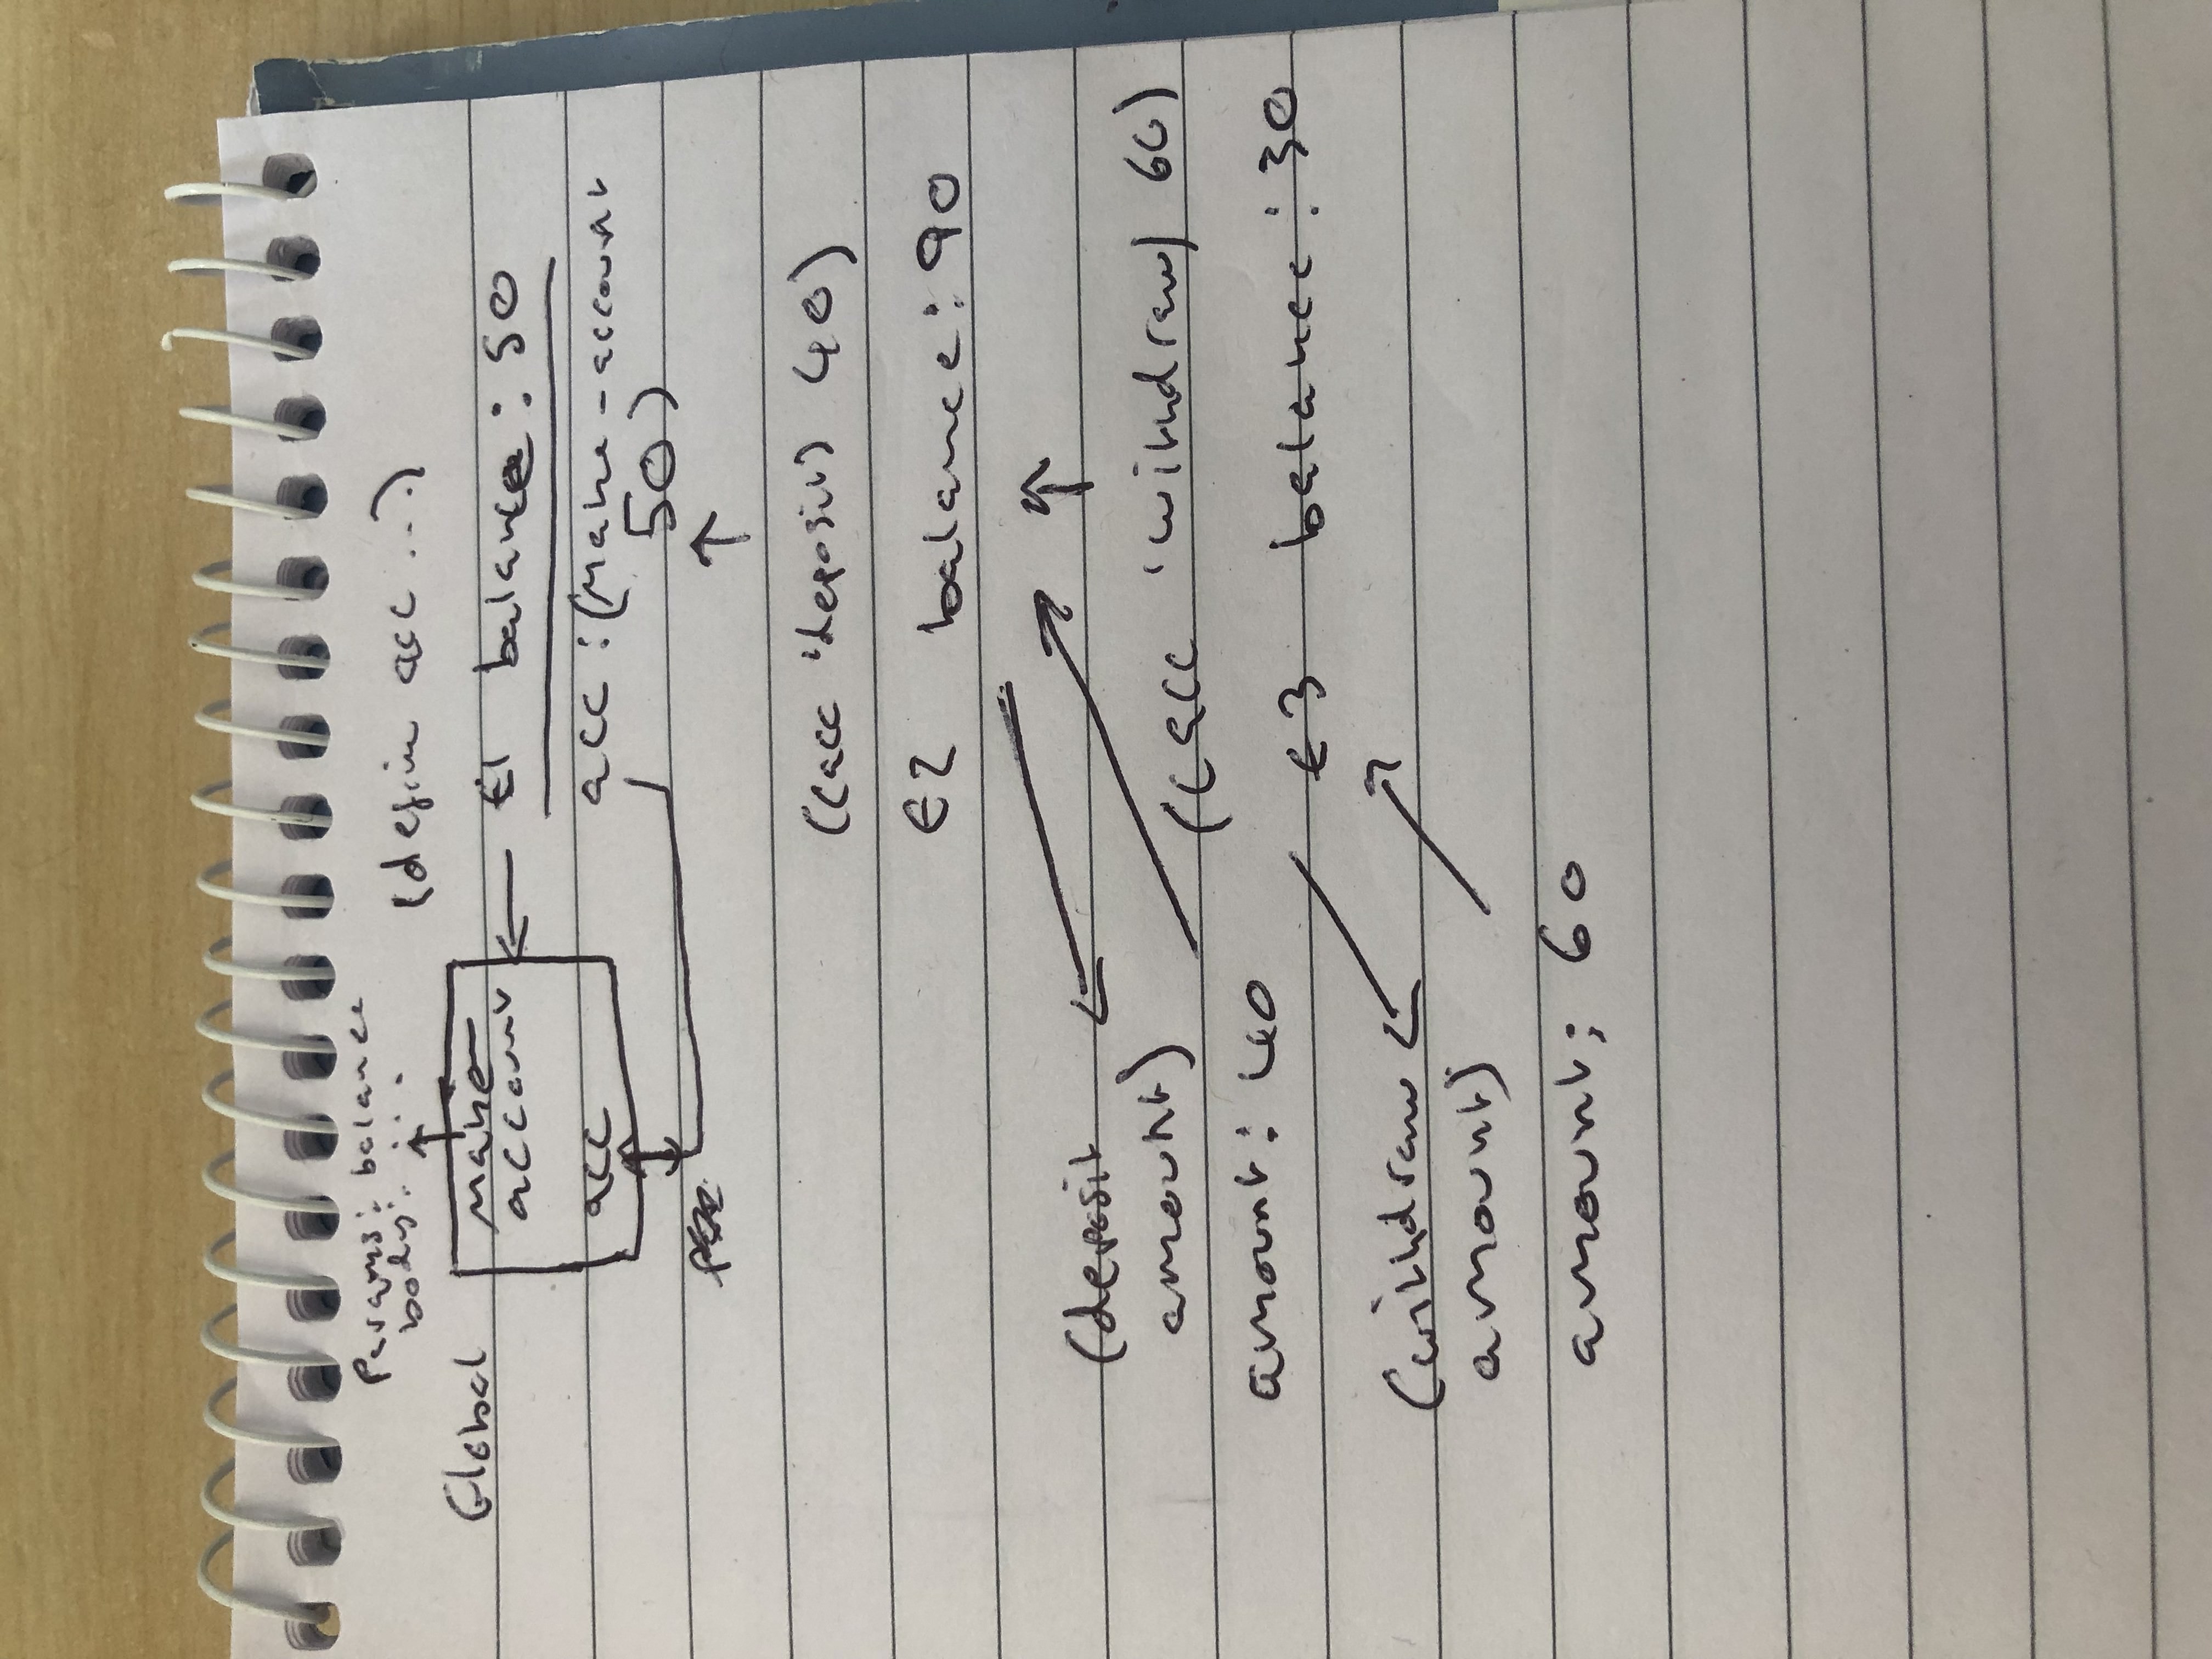 Params: balance
body: ...
(define acc ...)
Global
make
account
E1 balance: 50
acc
acc: (make-account
50)
((acc 'deposit) 40)
E2 balance: 90
(deposit
amount)
((acc 'withdraw) 60)
amount: 40
E3 balance: 30
(withdraw
amount)
amount: 60